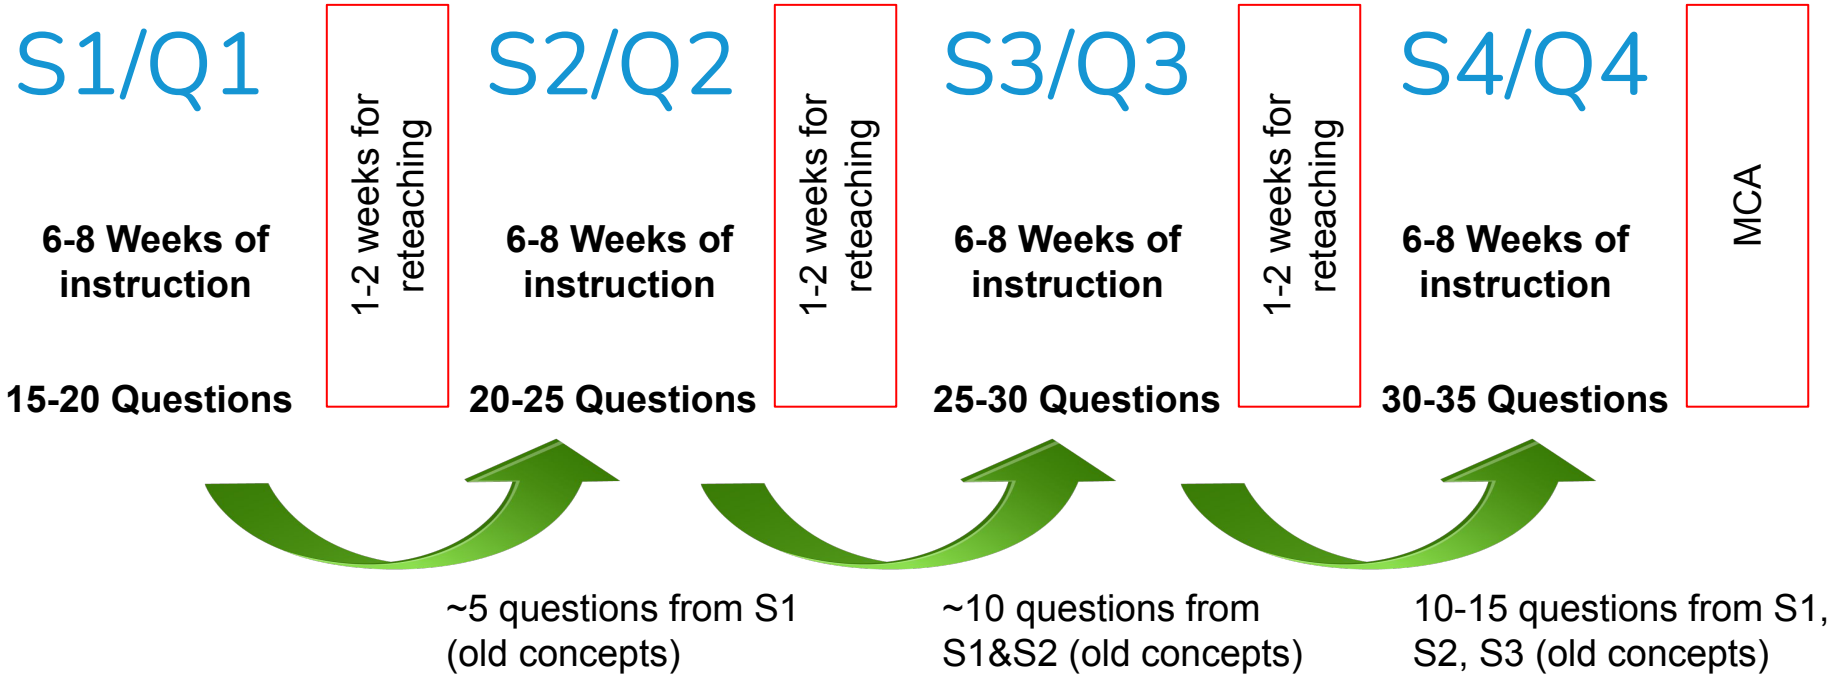 S1/Q1
6-8 Weeks of
instruction
15-20 Questions
1-2 weeks for
reteaching
S2/Q2
6-8 Weeks of
instruction
20-25 Questions
1-2 weeks for
reteaching
S3/Q3
6-8 Weeks of
instruction
25-30 Questions
1-2 weeks for
reteaching
S4/Q4
6-8 Weeks of
instruction
30-35 Questions
MCA
~5 questions from S1
(old concepts)
~10 questions from
S1&S2 (old concepts)
10-15 questions from S1,
S2, S3 (old concepts)